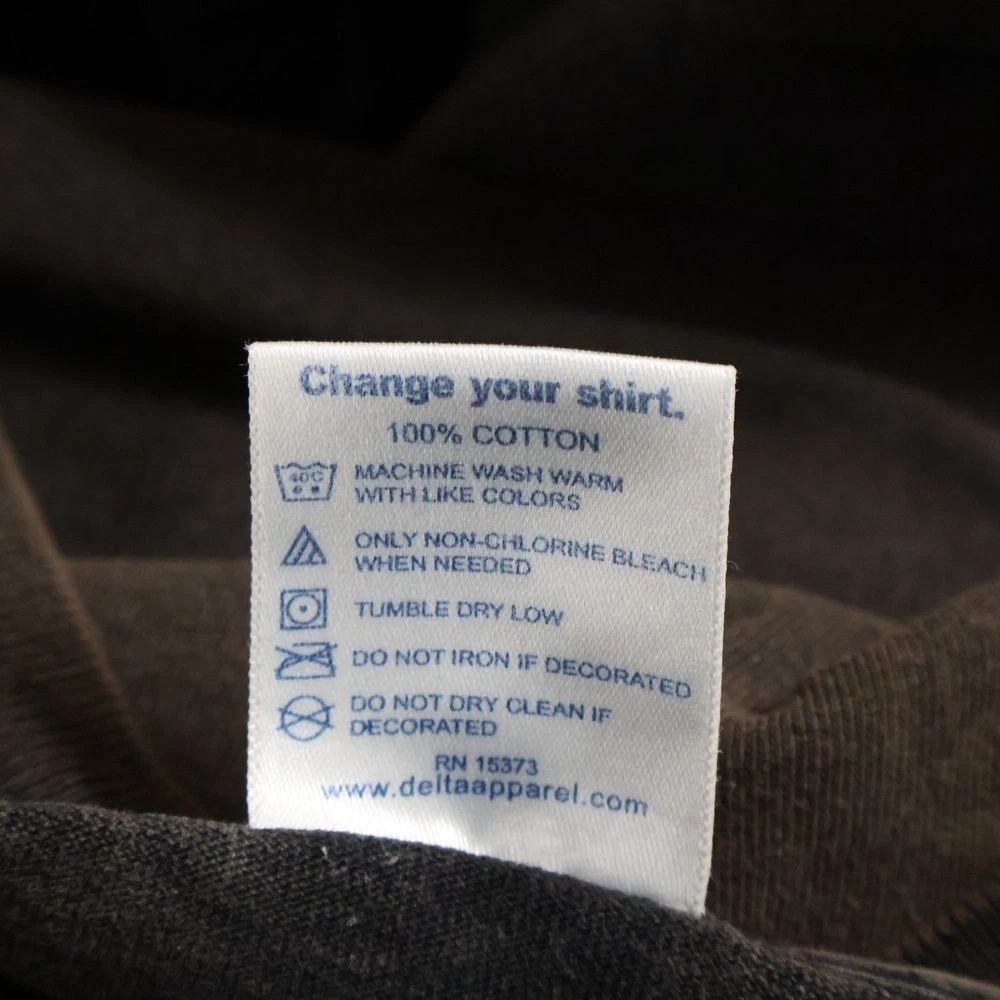 Change your shirt.
100% COTTON
40C
MACHINE WASH WARM
WITH LIKE COLORS
ONLY NON-CHLORINE BLEACH
WHEN NEEDED
TUMBLE DRY LOW
DO NOT IRON IF DECORATED
DO NOT DRY CLEAN IF
DECORATED
RN 15373
www.deltaapparel.com